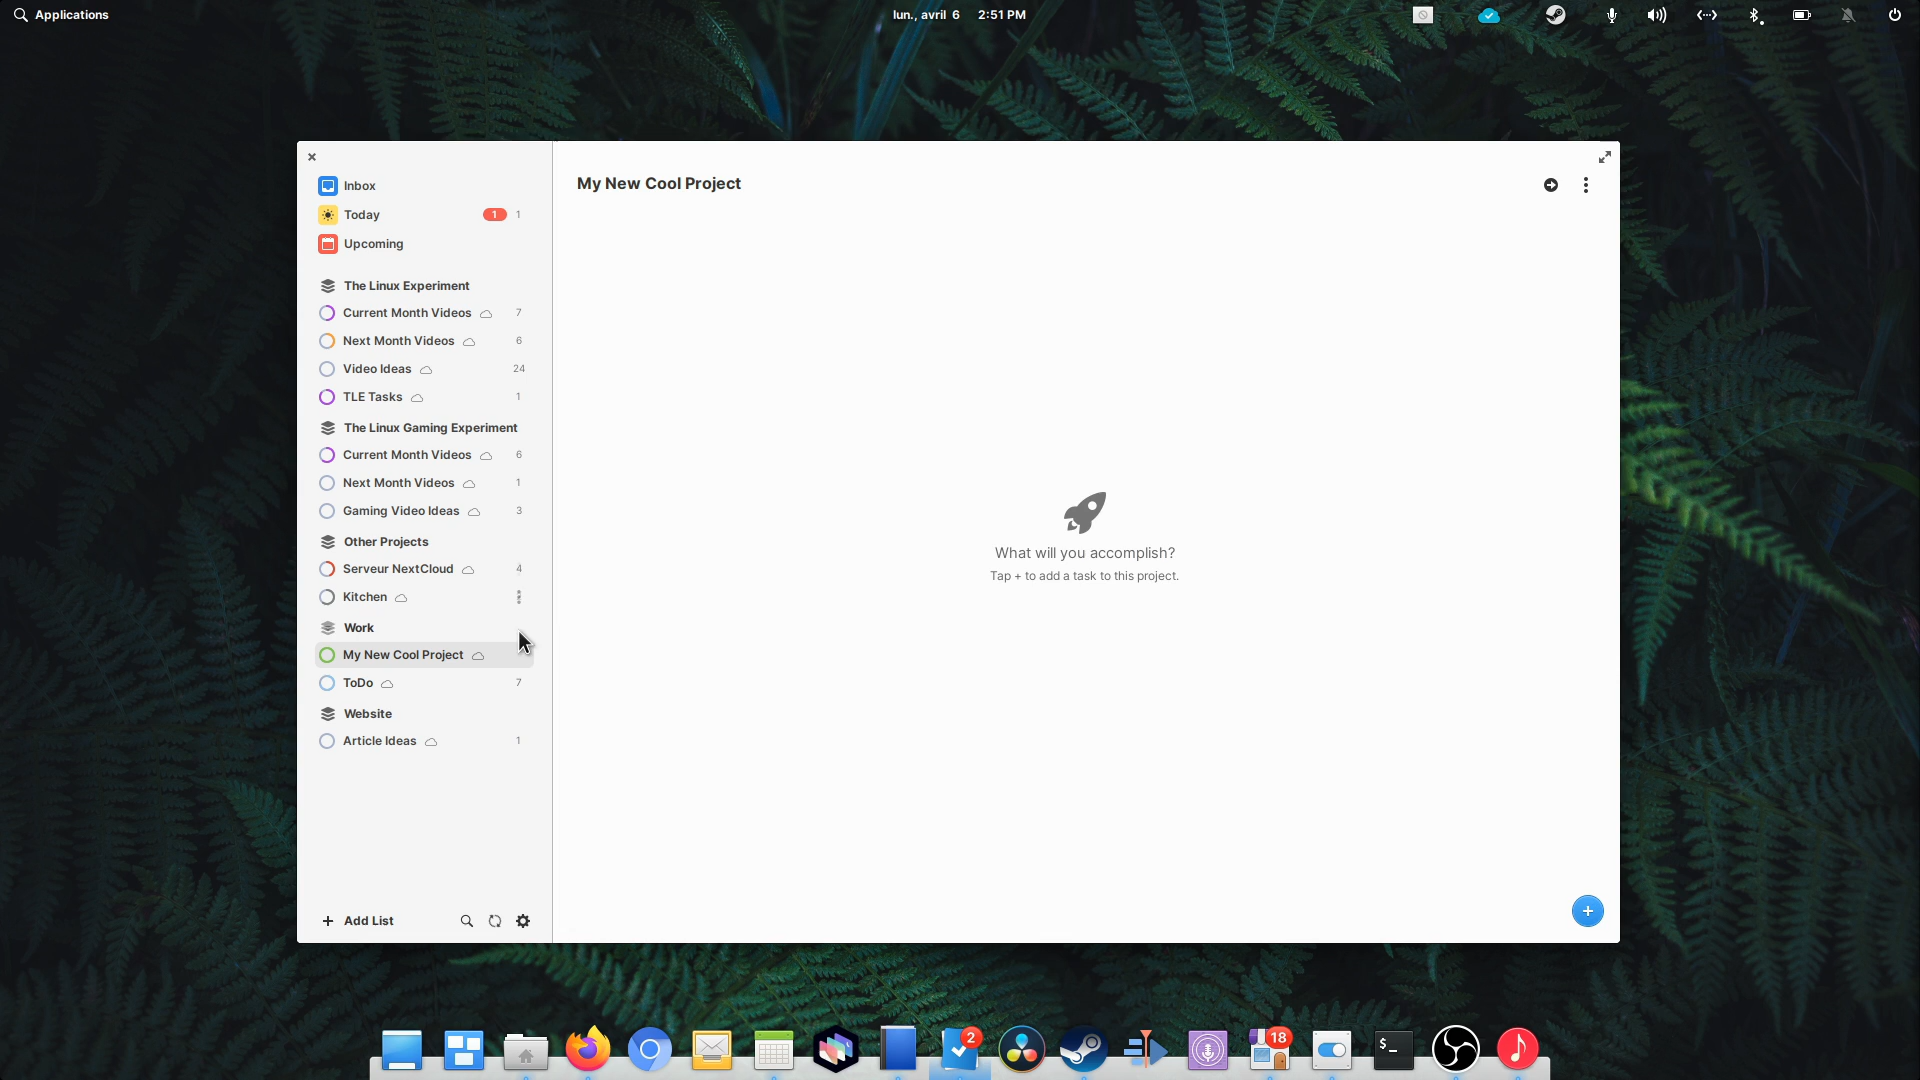 Applications
lun., avril 6 2:51 PM
Inbox
Today 1 1
Upcoming
The Linux Experiment
Current Month Videos 7
Next Month Videos 6
Video Ideas 24
TLE Tasks 1
The Linux Gaming Experiment
Current Month Videos 6
Next Month Videos 1
Gaming Video Ideas 3
Other Projects
Serveur NextCloud 4
Kitchen
Work
My New Cool Project
ToDo 7
Website
Article Ideas 1
+ Add List
My New Cool Project
What will you accomplish?
Tap + to add a task to this project.
+
2
18
$_